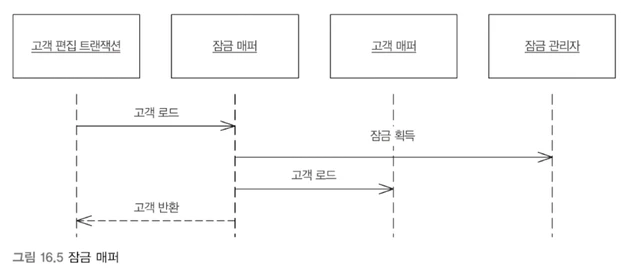 고객 편집 트랜잭션
잠금 매퍼
고객 매퍼
잠금 관리자
고객 로드
잠금 획득
고객 로드
고객 반환
그림 16.5 잠금 매퍼